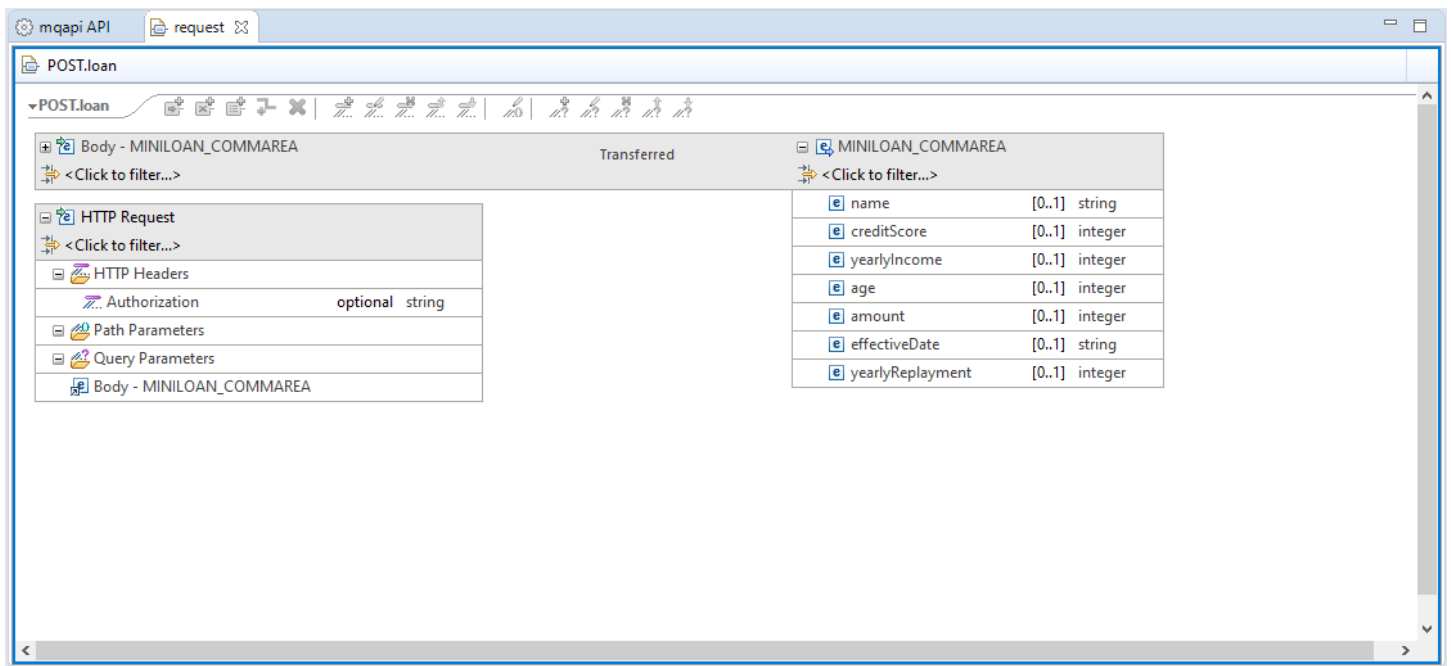 mqapi API request
POST.loan
POST.loan
Body - MINILOAN_COMMAREA Transferred MINILOAN_COMMAREA
<Click to filter...> <Click to filter...>
name [0..1] string
HTTP Request
creditScore [0..1] integer
<Click to filter...>
yearlyIncome [0..1] integer
HTTP Headers
age [0..1] integer
Authorization optional string
amount [0..1] integer
Path Parameters
effectiveDate [0..1] string
Query Parameters
yearlyReplayment [0..1] integer
Body - MINILOAN_COMMAREA